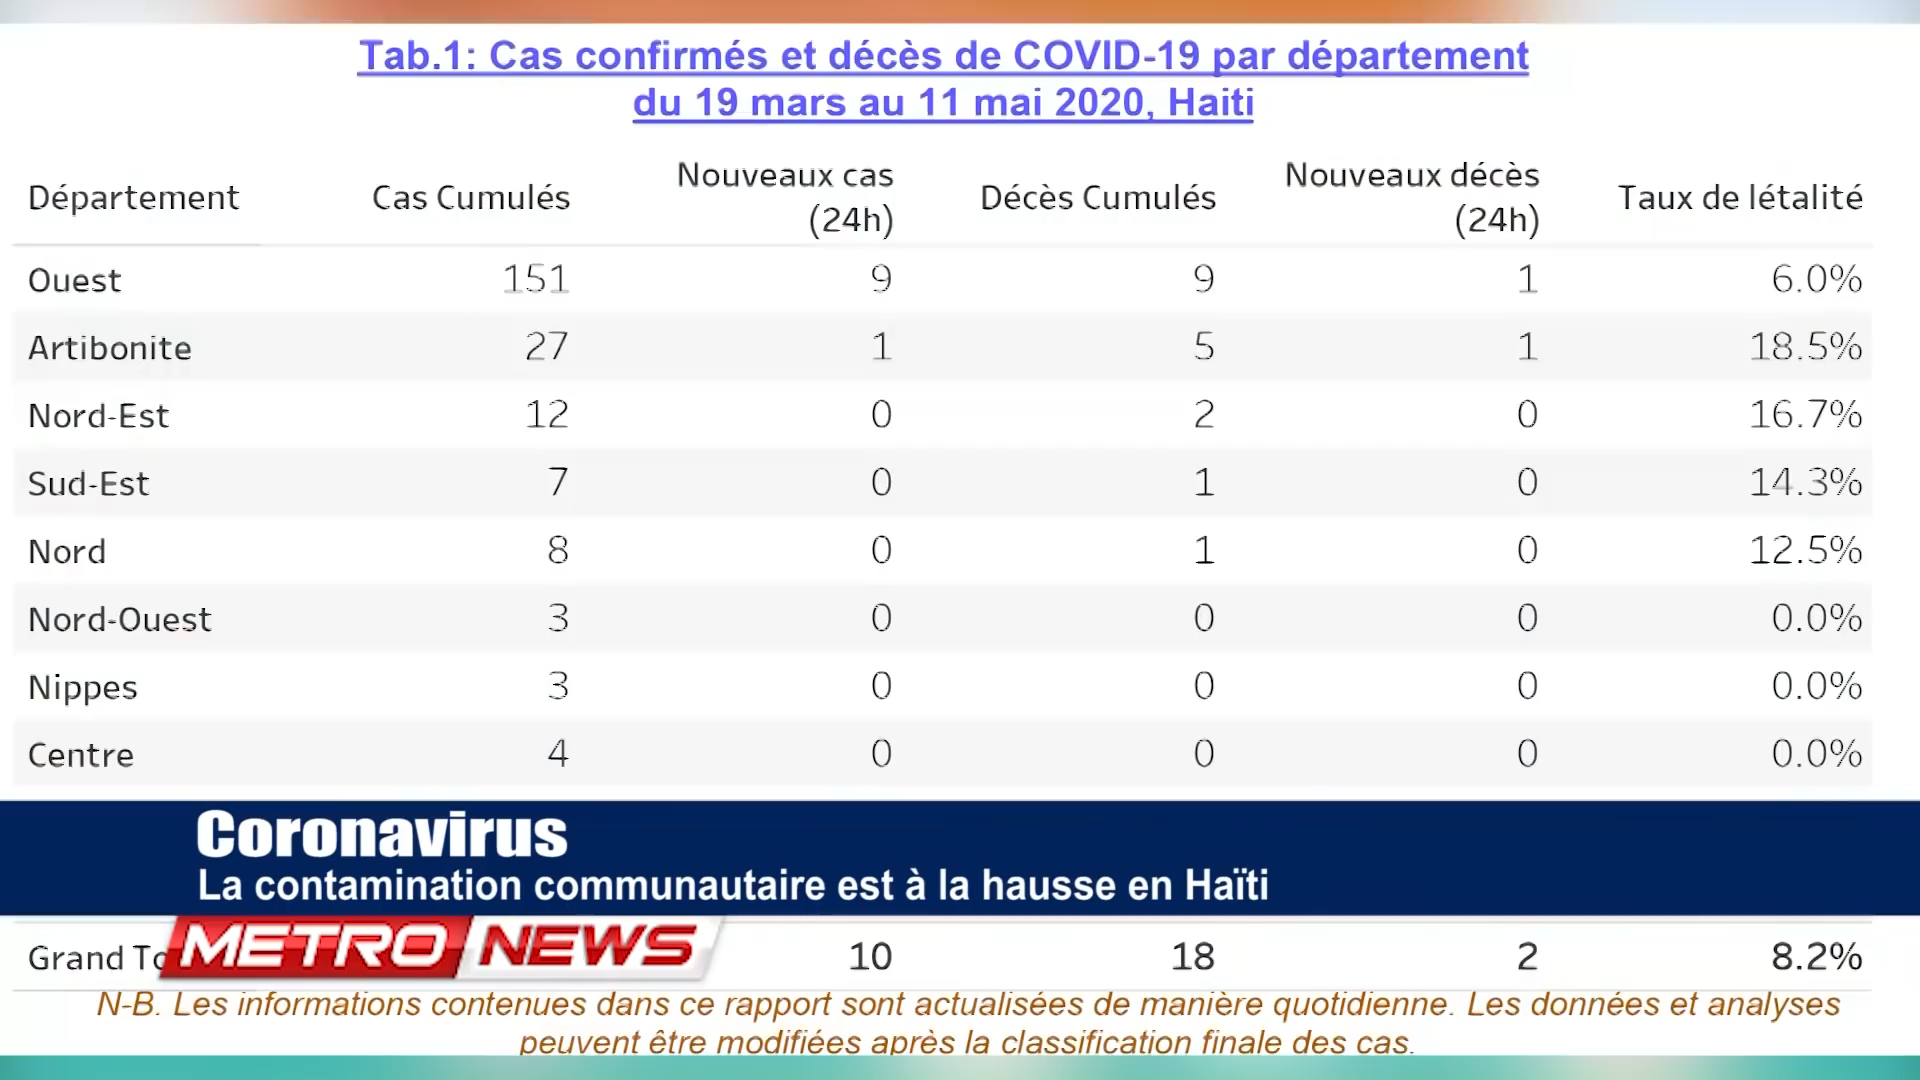 Tab.1: Cas confirmés et décès de COVID-19 par département
du 19 mars au 11 mai 2020, Haiti
Département Cas Cumulés Nouveaux cas (24h) Décès Cumulés Nouveaux décès (24h) Taux de létalité
Ouest 151 9 9 1 6.0%
Artibonite 27 1 5 1 18.5%
Nord-Est 12 0 2 0 16.7%
Sud-Est 7 0 1 0 14.3%
Nord 8 0 1 0 12.5%
Nord-Ouest 3 0 0 0 0.0%
Nippes 3 0 0 0 0.0%
Centre 4 0 0 0 0.0%
Coronavirus
La contamination communautaire est à la hausse en Haïti
METRO NEWS
Grand 10 18 2 8.2%
N-B. Les informations contenues dans ce rapport sont actualisées de manière quotidienne. Les données et analyses
peuvent être modifiées après la classification finale des cas.